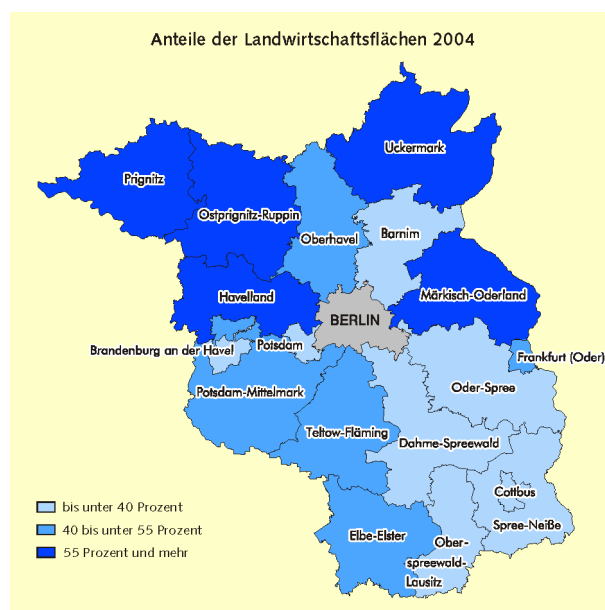 Anteile der Landwirtschaftsflächen 2004
Uckermark
Prignitz
Ostprignitz-Ruppin
Oberhavel
Barnim
Havelland
Märkisch-Oderland
BERLIN
Brandenburg an der Havel
Potsdam
Frankfurt (Oder)
Potsdam-Mittelmark
Oder-Spree
Teltow-Fläming
Dahme-Spreewald
Cottbus
Spree-Neiße
Elbe-Elster
Ober-
spreewald-
Lausitz
bis unter 40 Prozent
40 bis unter 55 Prozent
55 Prozent und mehr